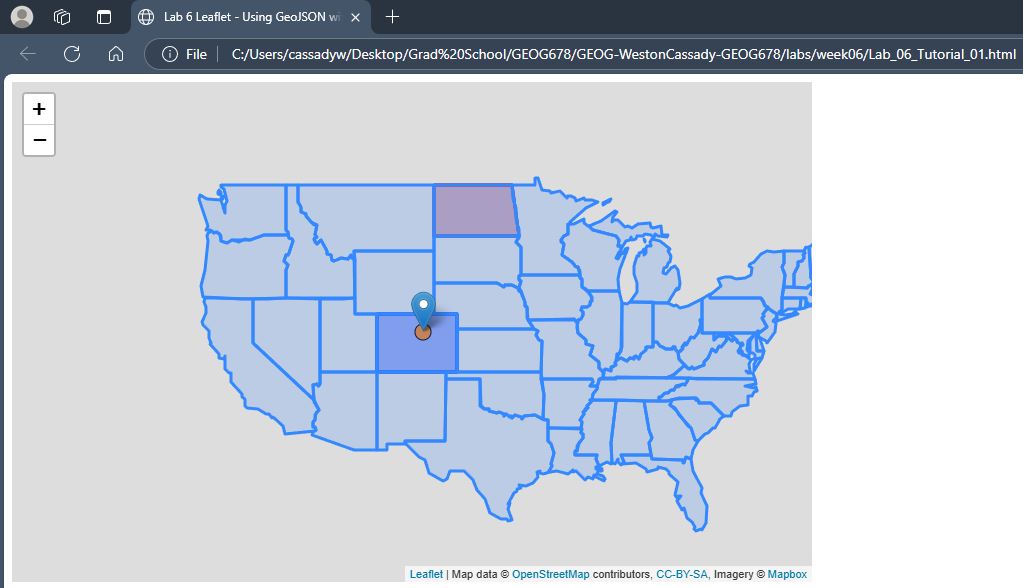 Lab 6 Leaflet - Using GeoJSON wi
File
C:/Users/cassadyw/Desktop/Grad%20School/GEOG678/GEOG-WestonCassady-GEOG678/labs/week06/Lab_06_Tutorial_01.html
+
−
Leaflet | Map data © OpenStreetMap contributors, CC-BY-SA, Imagery © Mapbox